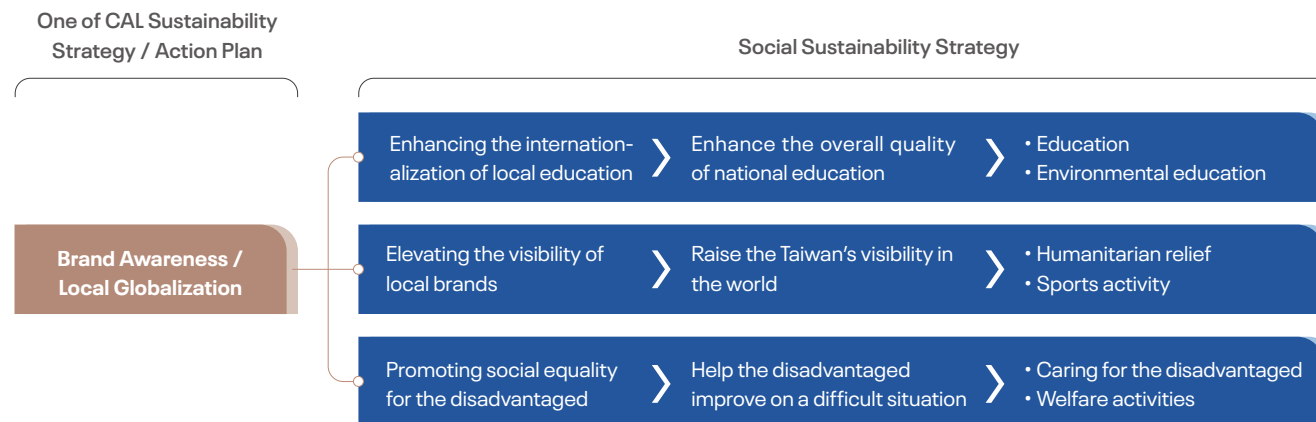 One of CAL Sustainability
Strategy / Action Plan
Social Sustainability Strategy
Brand Awareness /
Local Globalization
Enhancing the internation-
alization of local education
Enhance the overall quality
of national education
• Education
• Environmental education
Elevating the visibility of
local brands
Raise the Taiwan's visibility in
the world
• Humanitarian relief
• Sports activity
Promoting social equality
for the disadvantaged
Help the disadvantaged
improve on a difficult situation
• Caring for the disadvantaged
• Welfare activities